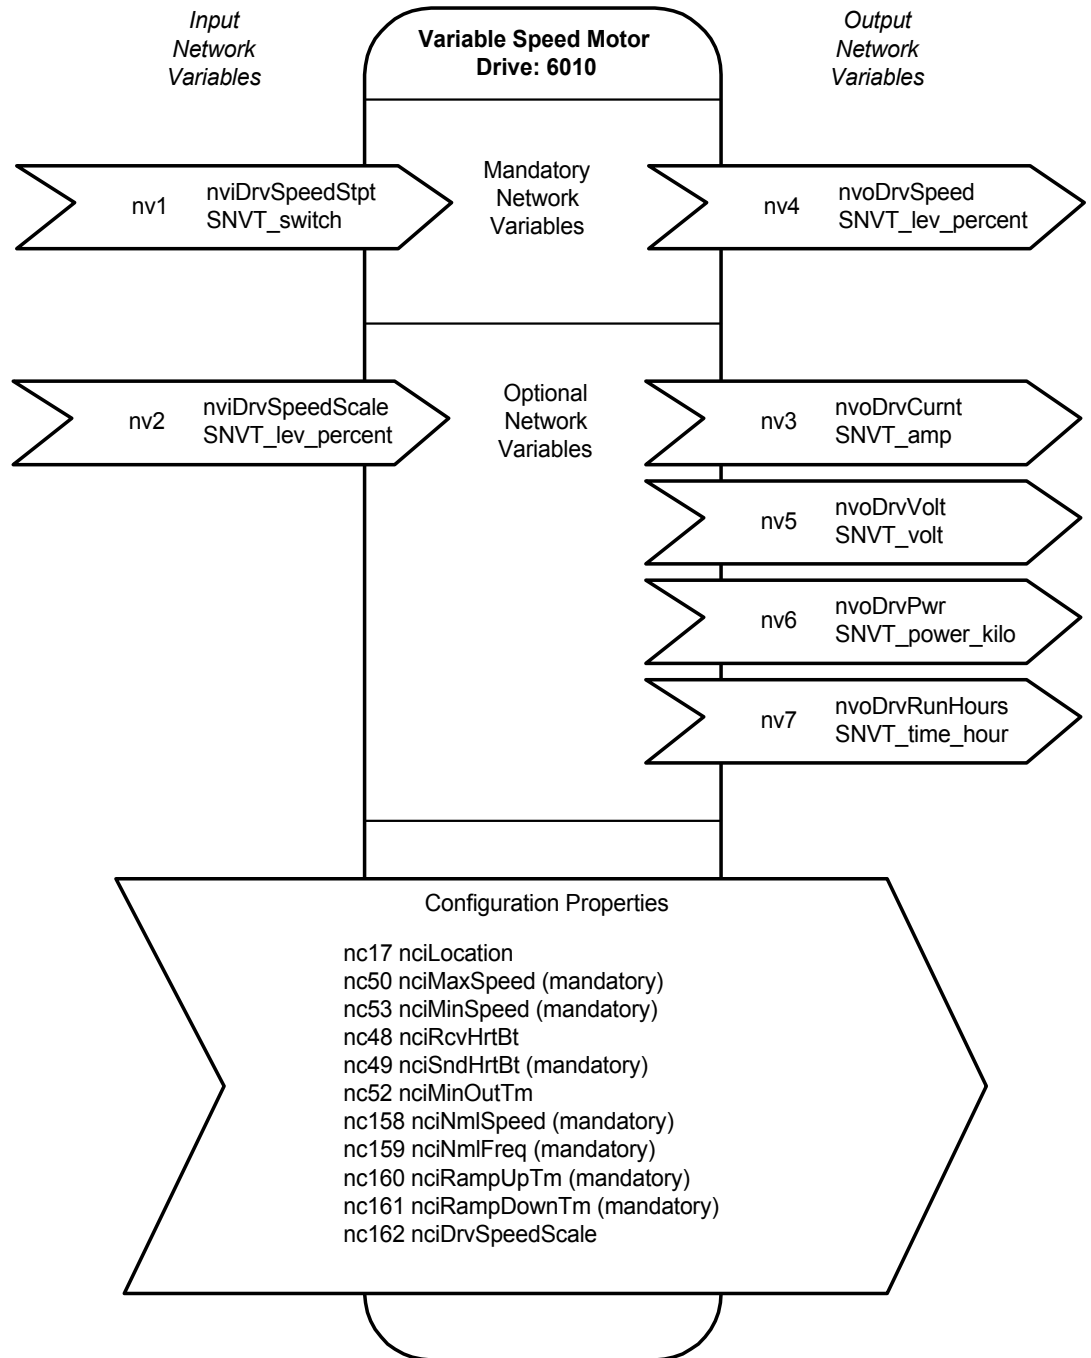 Input
Network
Variables
Variable Speed Motor
Drive: 6010
Output
Network
Variables
Mandatory
Network
Variables
nv1
nviDrvSpeedStpt
SNVT_switch
nv4
nvoDrvSpeed
SNVT_lev_percent
Optional
Network
Variables
nv2
nviDrvSpeedScale
SNVT_lev_percent
nv3
nvoDrvCurnt
SNVT_amp
nv5
nvoDrvVolt
SNVT_volt
nv6
nvoDrvPwr
SNVT_power_kilo
nv7
nvoDrvRunHours
SNVT_time_hour
Configuration Properties
nc17 nciLocation
nc50 nciMaxSpeed (mandatory)
nc53 nciMinSpeed (mandatory)
nc48 nciRcvHrtBt
nc49 nciSndHrtBt (mandatory)
nc52 nciMinOutTm
nc158 nciNmlSpeed (mandatory)
nc159 nciNmlFreq (mandatory)
nc160 nciRampUpTm (mandatory)
nc161 nciRampDownTm (mandatory)
nc162 nciDrvSpeedScale